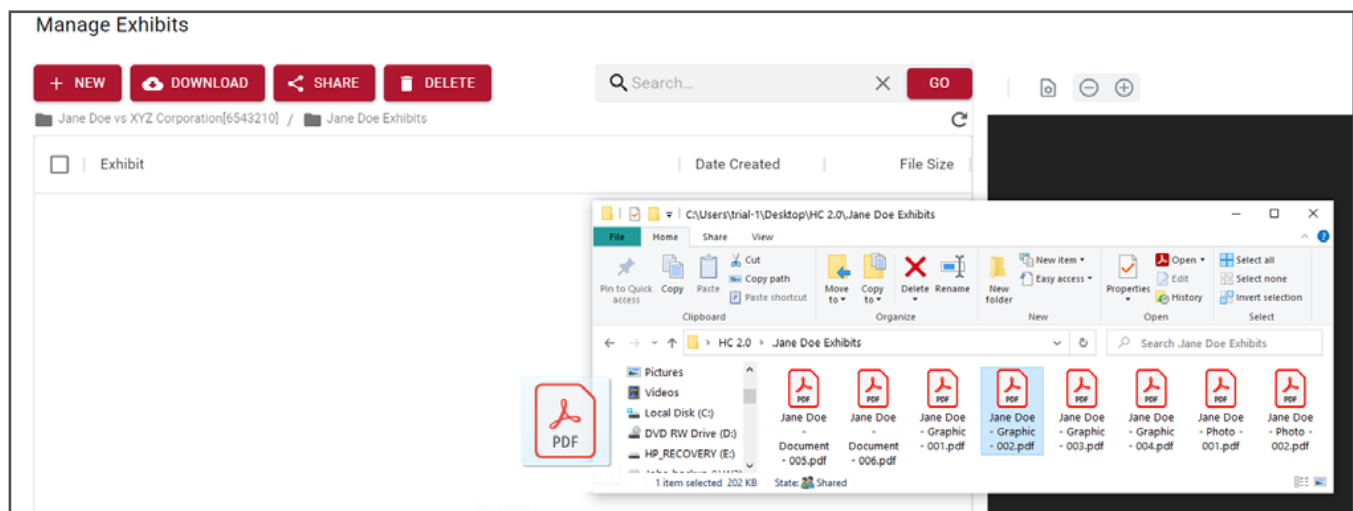 Manage Exhibits
+ NEW
DOWNLOAD
SHARE
DELETE
Search...
GO
Jane Doe vs XYZ Corporation[6543210] / Jane Doe Exhibits
Exhibit
Date Created
File Size
C:\Users\trial-1\Desktop\HC 2.0\.Jane Doe Exhibits
File
Home
Share
View
Pin to Quick access
Copy
Paste
Cut
Copy path
Paste shortcut
Move to
Copy to
Delete
Rename
New folder
New item
Easy access
Properties
Open
Edit
History
Select all
Select none
Invert selection
Clipboard
Organize
New
Open
Select
> HC 2.0 > .Jane Doe Exhibits
Search .Jane Doe Exhibits
Pictures
Videos
Local Disk (C:)
DVD RW Drive (D:)
HP_RECOVERY (E:)
PDF
PDF
PDF
PDF
PDF
PDF
PDF
PDF
PDF
Jane Doe - Document - 005.pdf
Jane Doe - Document - 006.pdf
Jane Doe - Graphic - 001.pdf
Jane Doe - Graphic - 002.pdf
Jane Doe - Graphic - 003.pdf
Jane Doe - Graphic - 004.pdf
Jane Doe - Photo - 001.pdf
Jane Doe - Photo - 002.pdf
1 item selected 202 KB
State: Shared